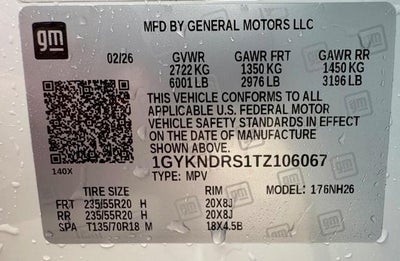 gm
MFD BY GENERAL MOTORS LLC
02/26 GVWR GAWR FRT GAWR RR
2722 KG 1350 KG 1450 KG
6001 LB 2976 LB 3196 LB
THIS VEHICLE CONFORMS TO ALL
APPLICABLE U.S. FEDERAL MOTOR
VEHICLE SAFETY STANDARDS IN EFFECT
ON THE DATE OF MANUFACTURE
SHOWN ABOVE.
1GYKNDRS1TZ106067
140X TYPE: MPV
TIRE SIZE RIM MODEL: 176NH26
FRT 235/55R20 H 20X8J
RR 235/55R20 H 20X8J
SPA T135/70R18 M 18X4.5B